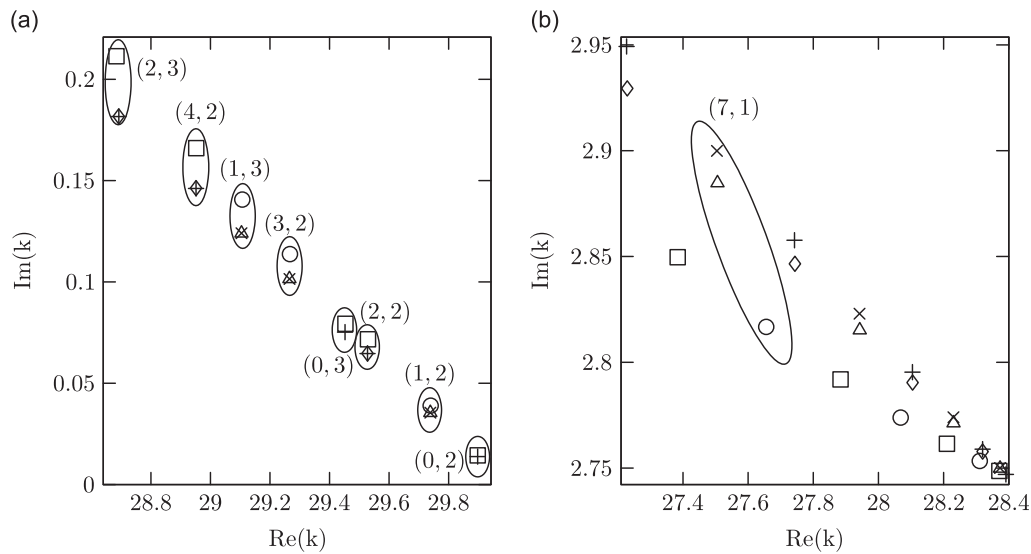 (a)
(b)
0.2
0.15
0.1
0.05
0
Im(k)
(2, 3)
(4, 2)
(1, 3)
(3, 2)
(2, 2)
(0, 3)
(1, 2)
(0, 2)
28.8 29 29.2 29.4 29.6 29.8
Re(k)
2.95
2.9
2.85
2.8
2.75
Im(k)
(7, 1)
27.4 27.6 27.8 28 28.2 28.4
Re(k)